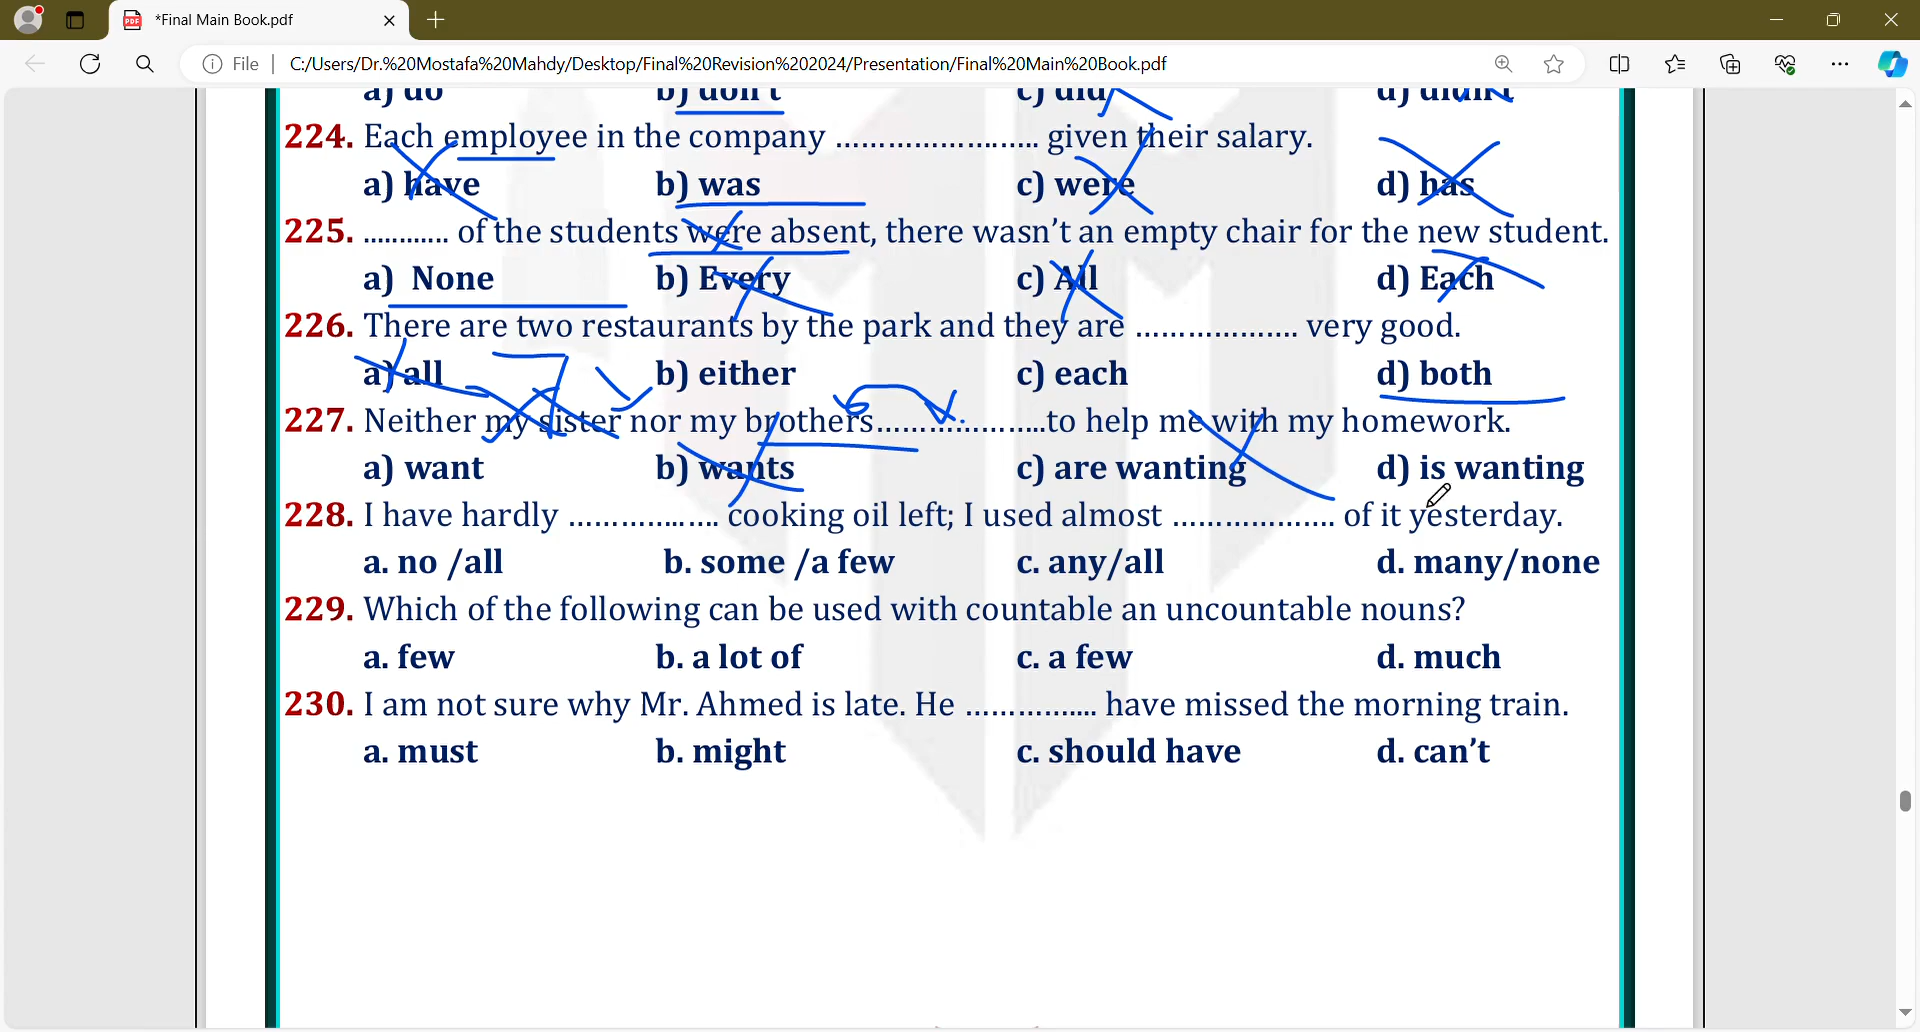 *Final Main Book.pdf
File | C:/Users/Dr.%20Mostafa%20Mahdy/Desktop/Final%20Revision%202024/Presentation/Final%20Main%20Book.pdf
a) do b) don't c) did d) didn't
224. Each employee in the company .......................... given their salary.
a) have b) was c) were d) has
225. ............ of the students were absent, there wasn't an empty chair for the new student.
a) None b) Every c) All d) Each
226. There are two restaurants by the park and they are .................... very good.
a) all b) either c) each d) both
227. Neither my sister nor my brothers.....................to help me with my homework.
a) want b) wants c) are wanting d) is wanting
228. I have hardly .................... cooking oil left; I used almost .................... of it yesterday.
a. no /all b. some /a few c. any/all d. many/none
229. Which of the following can be used with countable an uncountable nouns?
a. few b. a lot of c. a few d. much
230. I am not sure why Mr. Ahmed is late. He ................ have missed the morning train.
a. must b. might c. should have d. can't